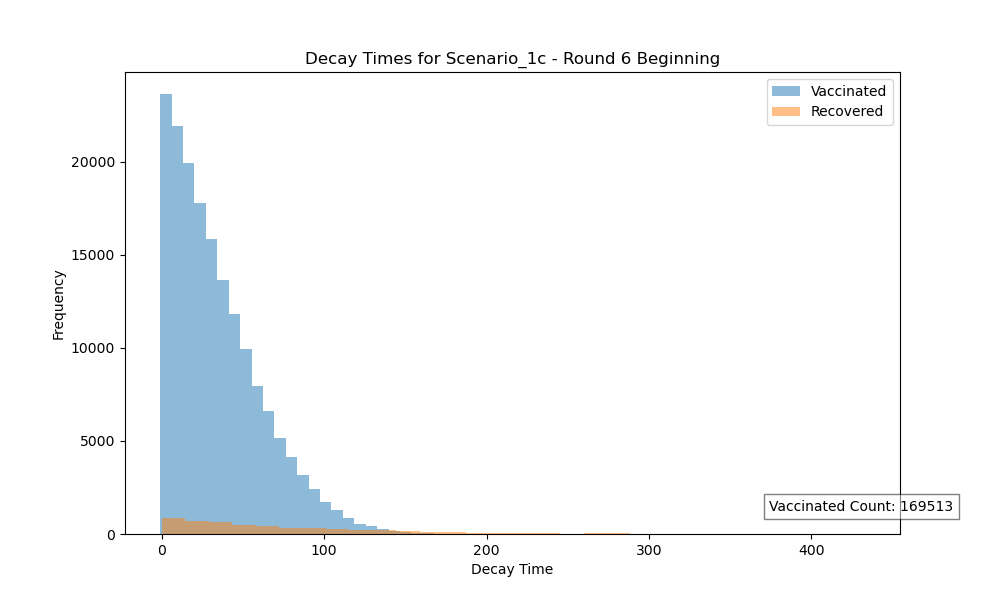 Decay Times for Scenario_1c - Round 6 Beginning
Vaccinated
Recovered
Frequency
20000
15000
10000
5000
0
Vaccinated Count: 169513
0
100
200
300
400
Decay Time